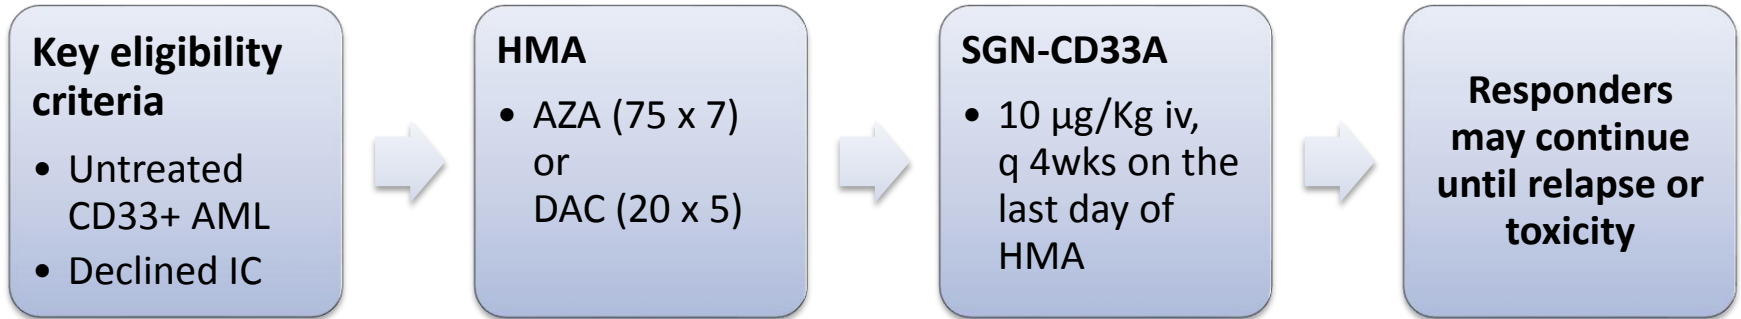 Key eligibility
criteria
• Untreated
CD33+ AML
• Declined IC
HMA
• AZA (75 x 7)
or
DAC (20 x 5)
SGN-CD33A
• 10 µg/Kg iv,
q 4wks on the
last day of
HMA
Responders
may continue
until relapse or
toxicity